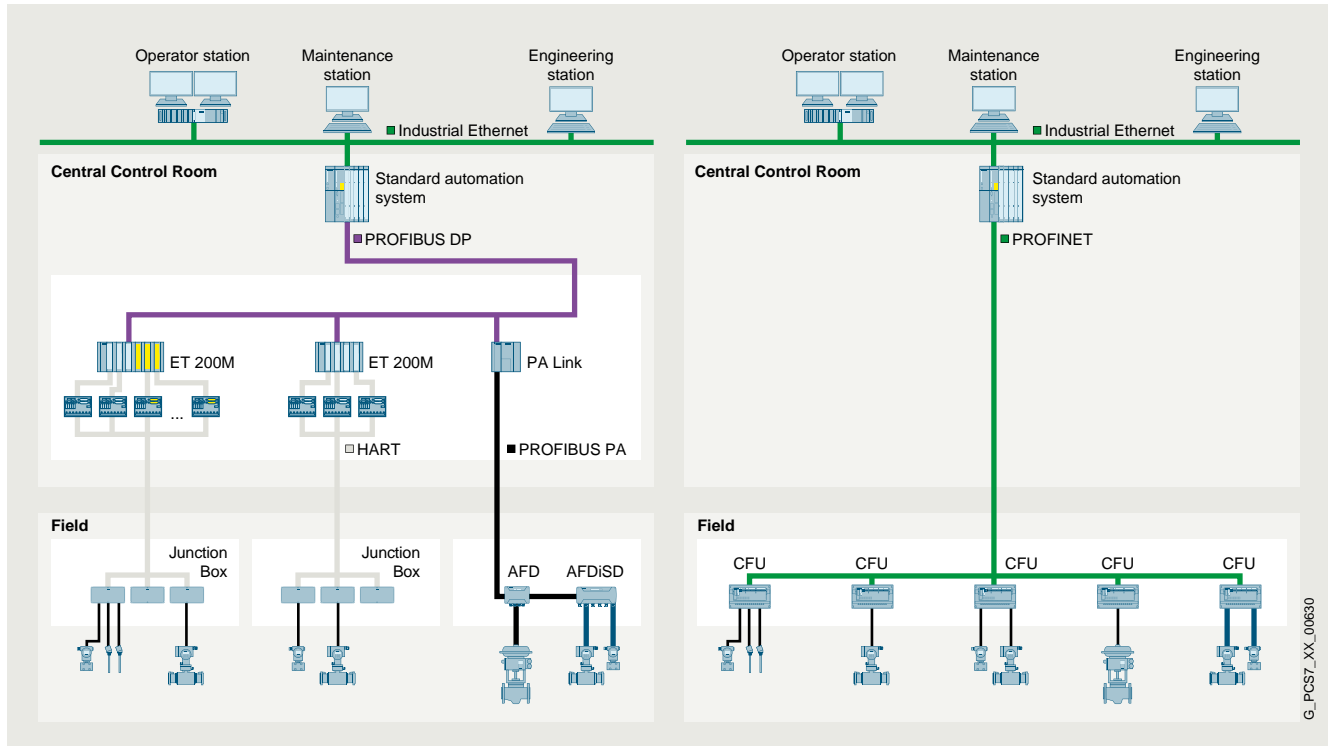 Operator station
Maintenance
station
Engineering
station
Industrial Ethernet
Central Control Room
Standard automation
system
PROFIBUS DP
ET 200M
ET 200M
PA Link
...
HART
PROFIBUS PA
Field
Junction
Box
Junction
Box
AFD
AFDiSD
Operator station
Maintenance
station
Engineering
station
Industrial Ethernet
Central Control Room
Standard automation
system
PROFINET
Field
CFU
CFU
CFU
CFU
CFU
G_PCS7_XX_00630